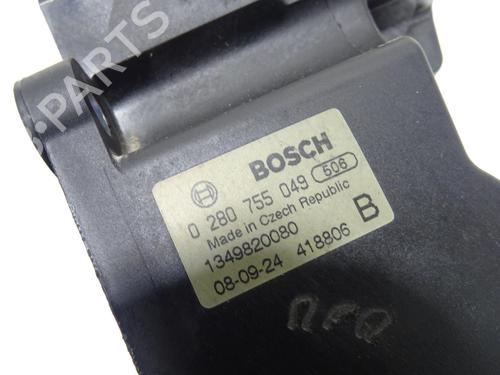 B-PARTS
BOSCH
0 280 755 049 506
Made in Czech Republic
1349820080 B
08-09-24 418806